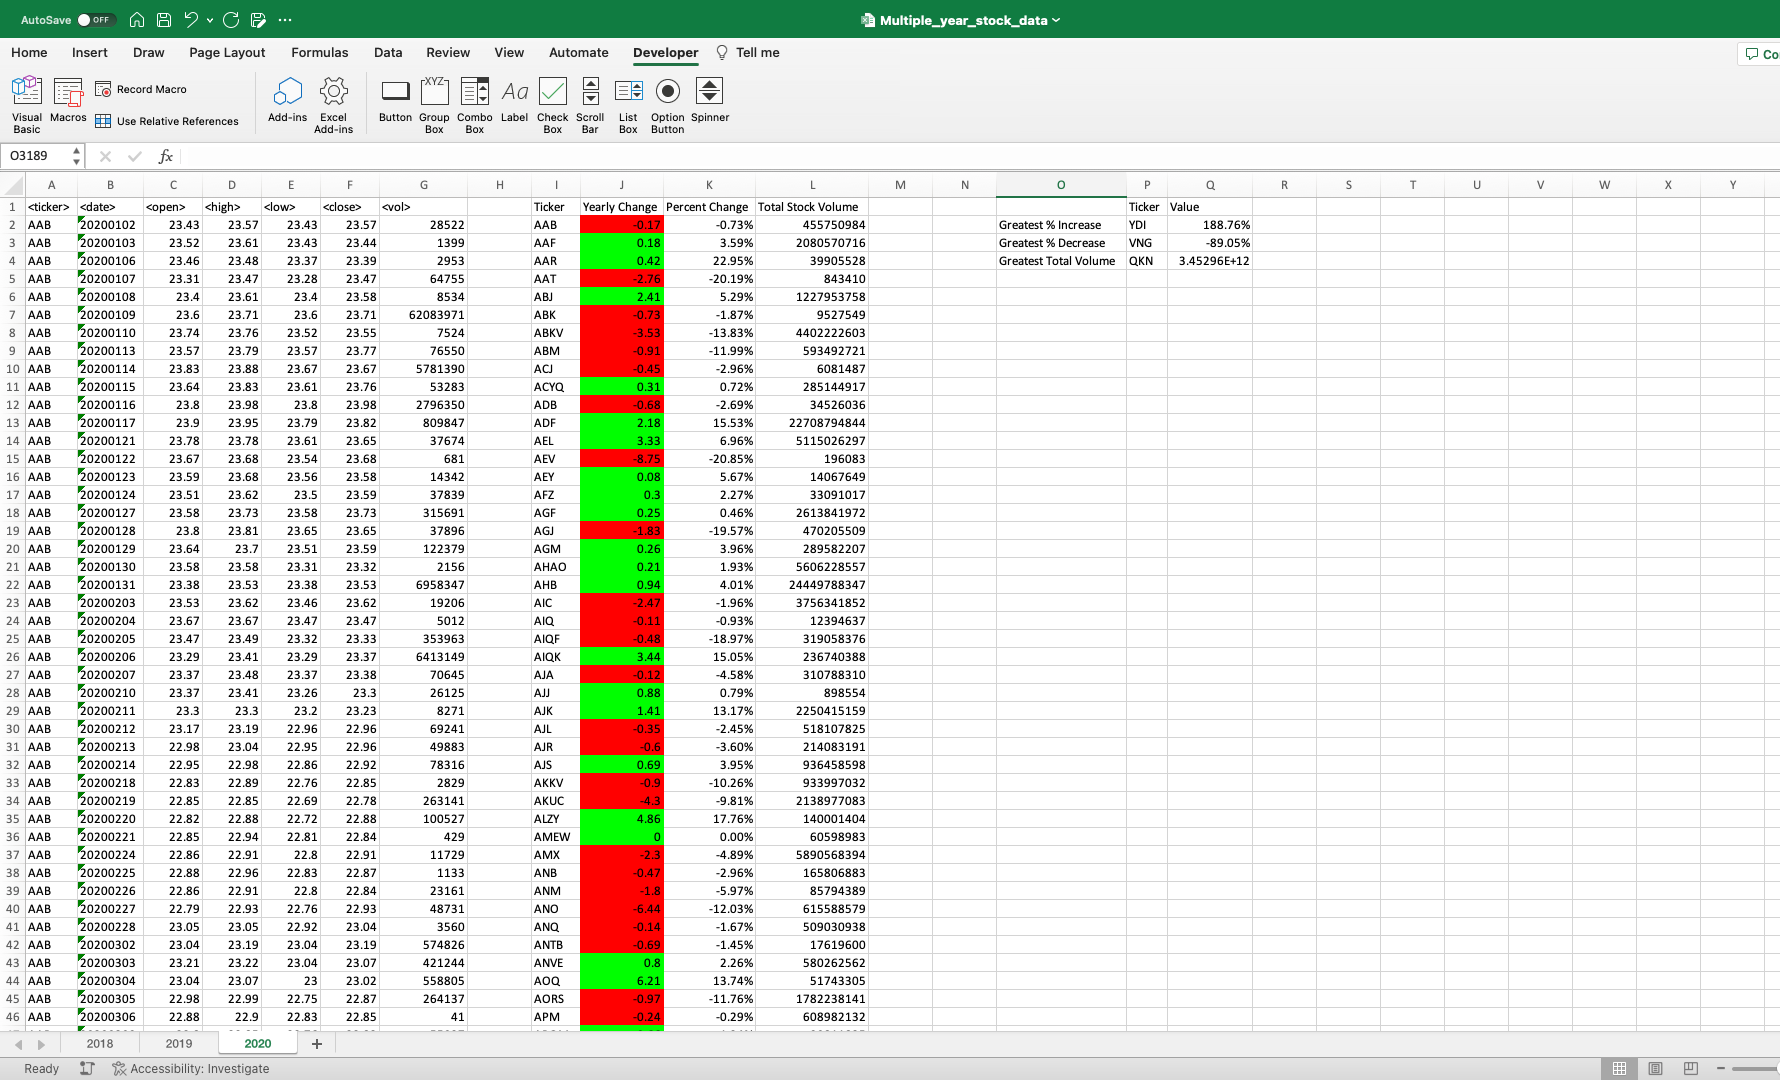 AutoSave OFF Multiple_year_stock_data
Home Insert Draw Page Layout Formulas Data Review View Automate Developer Tell me Co
Visual Basic Macros Record Macro Use Relative References Add-ins Excel Add-ins Button Group Box Combo Box Label Check Box Scroll Bar List Box Option Button Spinner
O3189 fx
A B C D E F G H I J K L M N O P Q R S T U V W X Y
1 <ticker> <date> <open> <high> <low> <close> <vol> Ticker Yearly Change Percent Change Total Stock Volume Ticker Value
2 AAB 20200102 23.43 23.57 23.43 23.57 28522 AAB -0.17 -0.73% 455750984 Greatest % Increase YDI 188.76%
3 AAB 20200103 23.52 23.61 23.43 23.44 1399 AAF 0.18 3.59% 2080570716 Greatest % Decrease VNG -89.05%
4 AAB 20200106 23.46 23.48 23.37 23.39 2953 AAR 0.42 22.95% 39905528 Greatest Total Volume QKN 3.45296E+12
5 AAB 20200107 23.31 23.47 23.28 23.47 64755 AAT -2.76 -20.19% 843410
6 AAB 20200108 23.4 23.61 23.4 23.58 8534 ABJ 2.41 5.29% 1227953758
7 AAB 20200109 23.6 23.71 23.6 23.71 62083971 ABK -0.73 -1.87% 9527549
8 AAB 20200110 23.74 23.76 23.52 23.55 7524 ABKV -3.53 -13.83% 4402222603
9 AAB 20200113 23.57 23.79 23.57 23.77 76550 ABM -0.91 -11.99% 593492721
10 AAB 20200114 23.83 23.88 23.67 23.67 5781390 ACJ -0.45 -2.96% 6081487
11 AAB 20200115 23.64 23.83 23.61 23.76 53283 ACYQ 0.31 0.72% 285144917
12 AAB 20200116 23.8 23.98 23.8 23.98 2796350 ADB -0.68 -2.69% 34526036
13 AAB 20200117 23.9 23.95 23.79 23.82 809847 ADF 2.18 15.53% 22708794844
14 AAB 20200121 23.78 23.78 23.61 23.65 37674 AEL 3.33 6.96% 5115026297
15 AAB 20200122 23.67 23.68 23.54 23.68 681 AEV -8.75 -20.85% 196083
16 AAB 20200123 23.59 23.68 23.56 23.58 14342 AEY 0.08 5.67% 14067649
17 AAB 20200124 23.51 23.62 23.5 23.59 37839 AFZ 0.3 2.27% 33091017
18 AAB 20200127 23.58 23.73 23.58 23.73 315691 AGF 0.25 0.46% 2613841972
19 AAB 20200128 23.8 23.81 23.65 23.65 37896 AGJ -1.83 -19.57% 470205509
20 AAB 20200129 23.64 23.7 23.51 23.59 122379 AGM 0.26 3.96% 289582207
21 AAB 20200130 23.58 23.58 23.31 23.32 2156 AHAO 0.21 1.93% 5606228557
22 AAB 20200131 23.38 23.53 23.38 23.53 6958347 AHB 0.94 4.01% 24449788347
23 AAB 20200203 23.53 23.62 23.46 23.62 19206 AIC -2.47 -1.96% 3756341852
24 AAB 20200204 23.67 23.67 23.47 23.47 5012 AIQ -0.11 -0.93% 12394637
25 AAB 20200205 23.47 23.49 23.32 23.33 353963 AIQF -0.48 -18.97% 319058376
26 AAB 20200206 23.29 23.41 23.29 23.37 6413149 AIQK 3.44 15.05% 236740388
27 AAB 20200207 23.37 23.48 23.37 23.38 70645 AJA -0.12 -4.58% 310788310
28 AAB 20200210 23.37 23.41 23.26 23.3 26125 AJJ 0.88 0.79% 898554
29 AAB 20200211 23.3 23.3 23.2 23.23 8271 AJK 1.41 13.17% 2250415159
30 AAB 20200212 23.17 23.19 22.96 22.96 69241 AJL -0.35 -2.45% 518107825
31 AAB 20200213 22.98 23.04 22.95 22.96 49883 AJR -0.6 -3.60% 214083191
32 AAB 20200214 22.95 22.98 22.86 22.92 78316 AJS 0.69 3.95% 936458598
33 AAB 20200218 22.83 22.89 22.76 22.85 2829 AKKV -0.9 -10.26% 933997032
34 AAB 20200219 22.85 22.85 22.69 22.78 263141 AKUC -4.3 -9.81% 2138977083
35 AAB 20200220 22.82 22.88 22.72 22.88 100527 ALZY 4.86 17.76% 140001404
36 AAB 20200221 22.85 22.94 22.81 22.84 429 AMEW 0 0.00% 60598983
37 AAB 20200224 22.86 22.91 22.8 22.91 11729 AMX -2.3 -4.89% 5890568394
38 AAB 20200225 22.88 22.96 22.83 22.87 1133 ANB -0.47 -2.96% 165806883
39 AAB 20200226 22.86 22.91 22.8 22.84 23161 ANM -1.8 -5.97% 85794389
40 AAB 20200227 22.79 22.93 22.76 22.93 48731 ANO -6.44 -12.03% 615588579
41 AAB 20200228 23.05 23.05 22.92 23.04 3560 ANQ -0.14 -1.67% 509030938
42 AAB 20200302 23.04 23.19 23.04 23.19 574826 ANTB -0.69 -1.45% 17619600
43 AAB 20200303 23.21 23.22 23.04 23.07 421244 ANVE 0.8 2.26% 580262562
44 AAB 20200304 23.04 23.07 23 23.02 558805 AOQ 6.21 13.74% 51743305
45 AAB 20200305 22.98 22.99 22.75 22.87 264137 AORS -0.97 -11.76% 1782238141
46 AAB 20200306 22.88 22.9 22.83 22.85 41 APM -0.24 -0.29% 608982132
2018 2019 2020 +
Ready Accessibility: Investigate